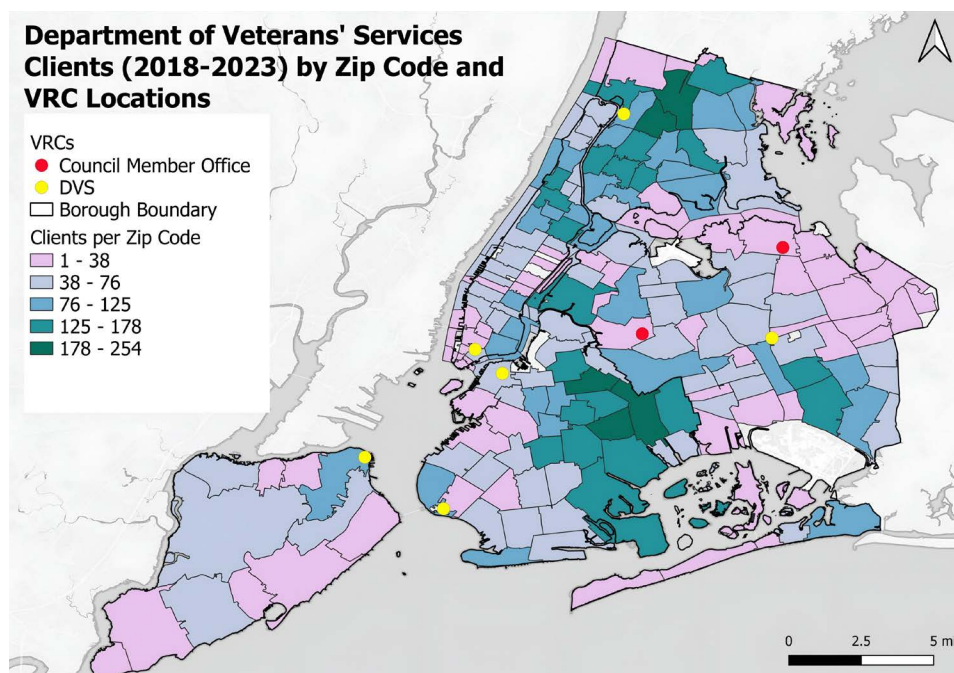 Department of Veterans' Services
Clients (2018-2023) by Zip Code and
VRC Locations
VRCs
Council Member Office
DVS
Borough Boundary
Clients per Zip Code
1 - 38
38 - 76
76 - 125
125 - 178
178 - 254
0 2.5 5 mi